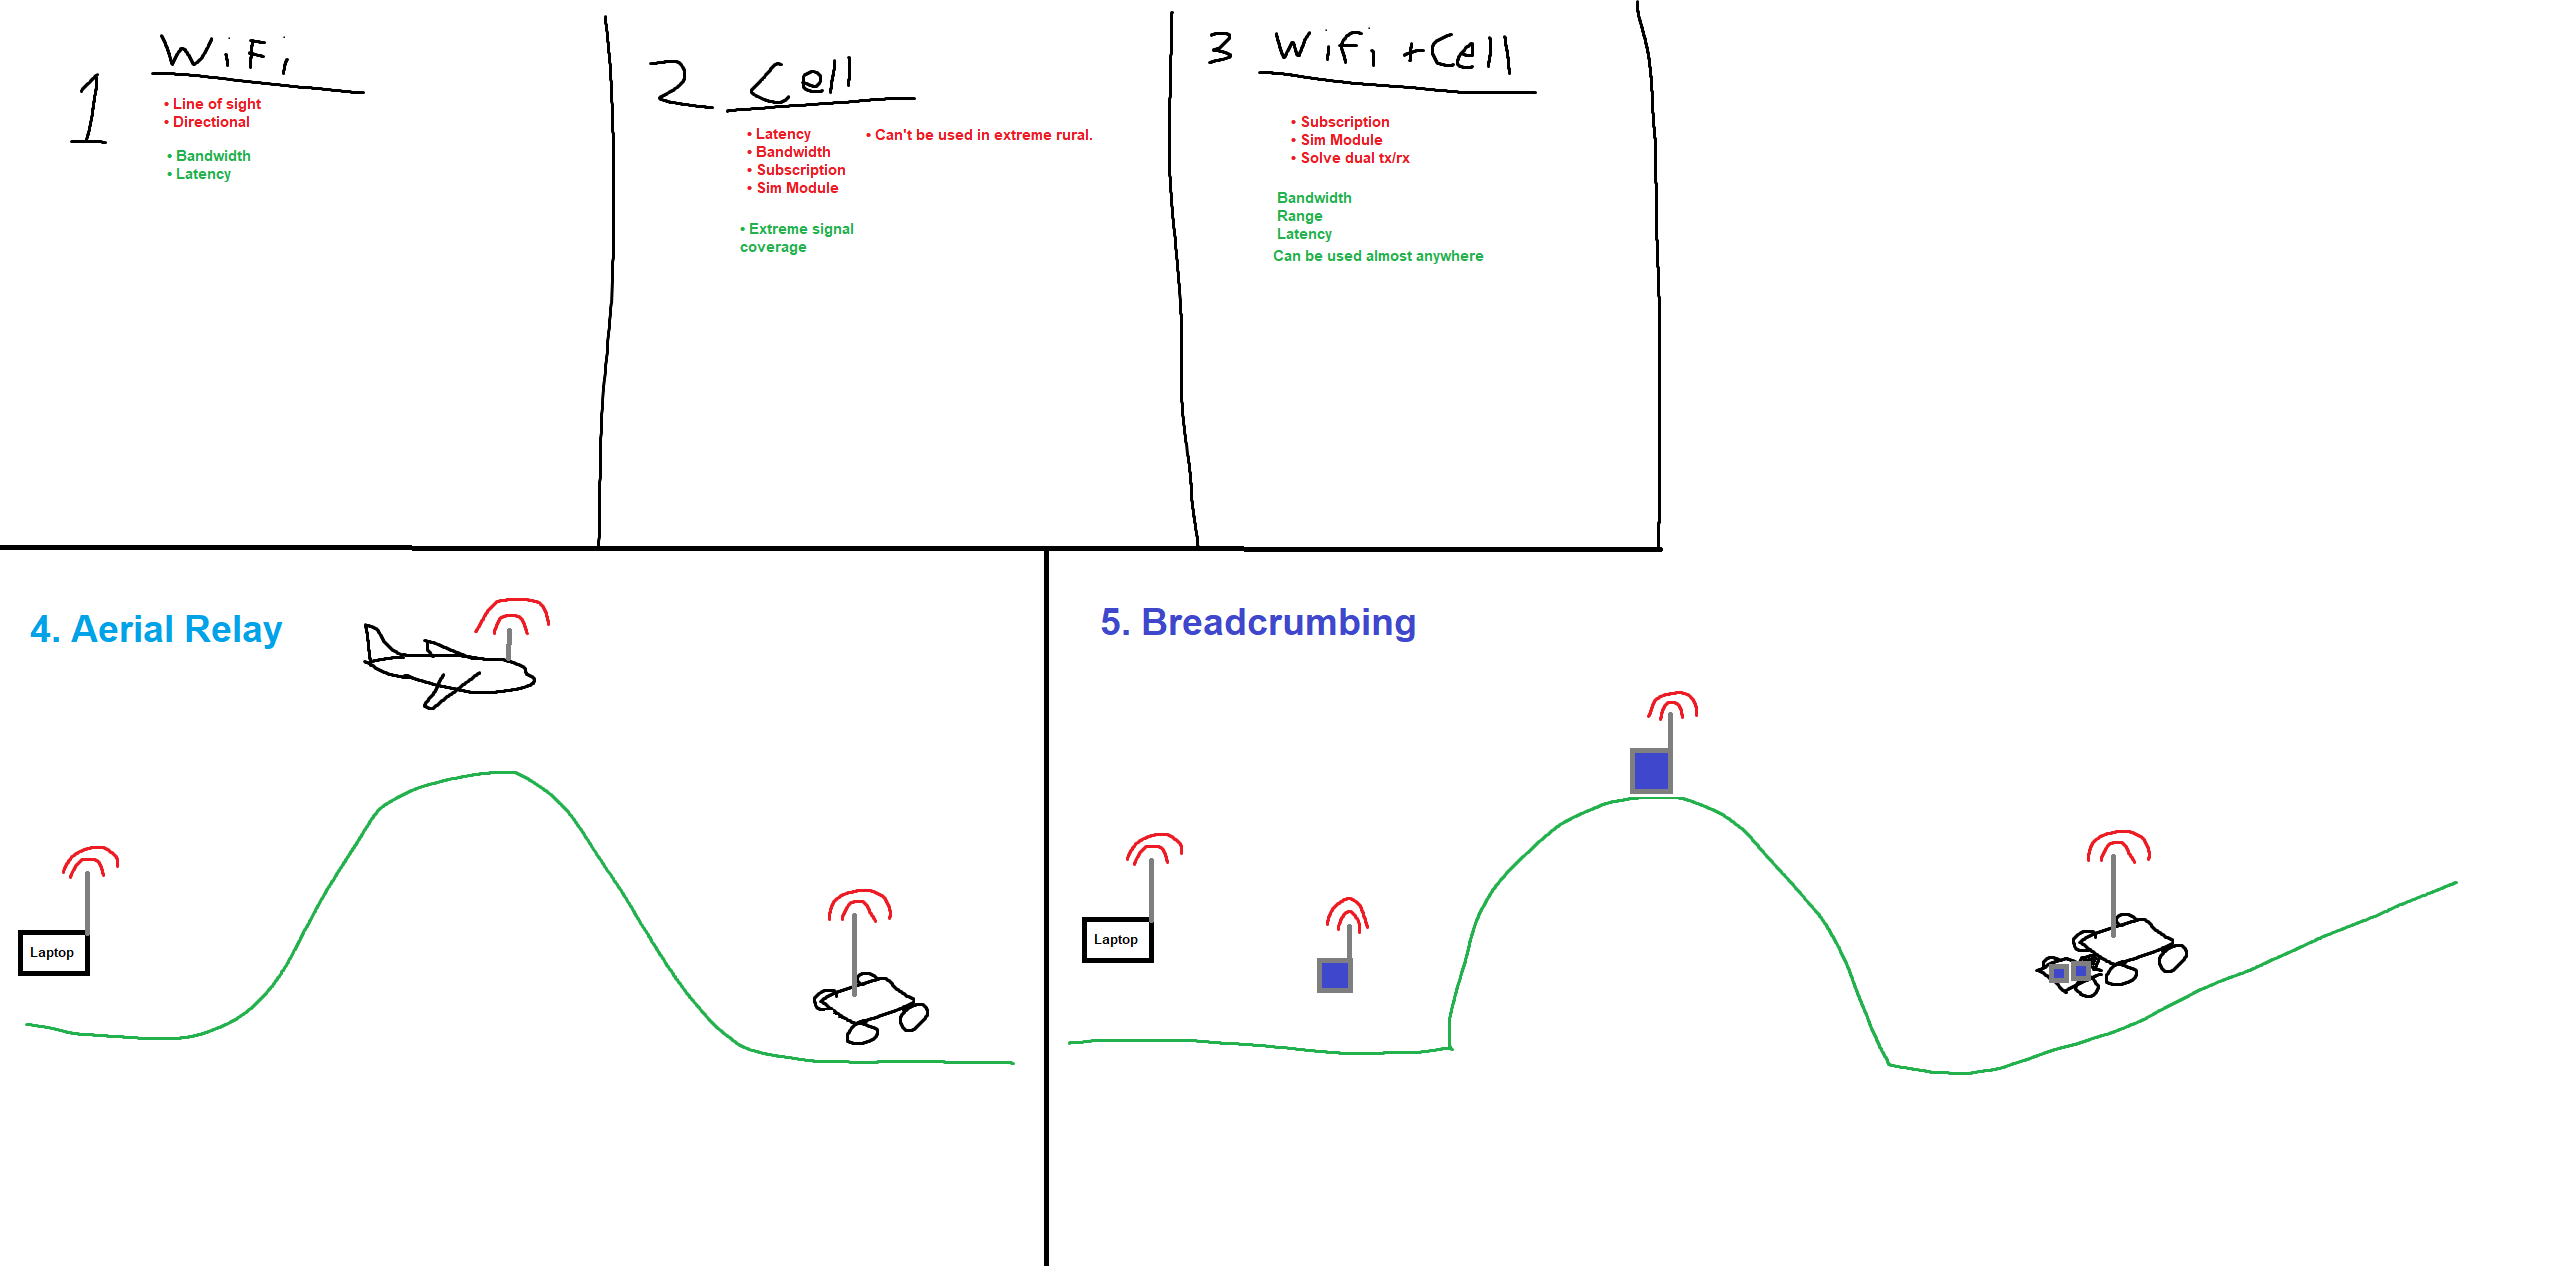 1 WiFi
• Line of sight
• Directional
• Bandwidth
• Latency
2 Cell
• Latency
• Bandwidth
• Subscription
• Sim Module
• Can't be used in extreme rural.
• Extreme signal
coverage
3 Wifi + Cell
• Subscription
• Sim Module
• Solve dual tx/rx
Bandwidth
Range
Latency
Can be used almost anywhere
4. Aerial Relay
Laptop
5. Breadcrumbing
Laptop